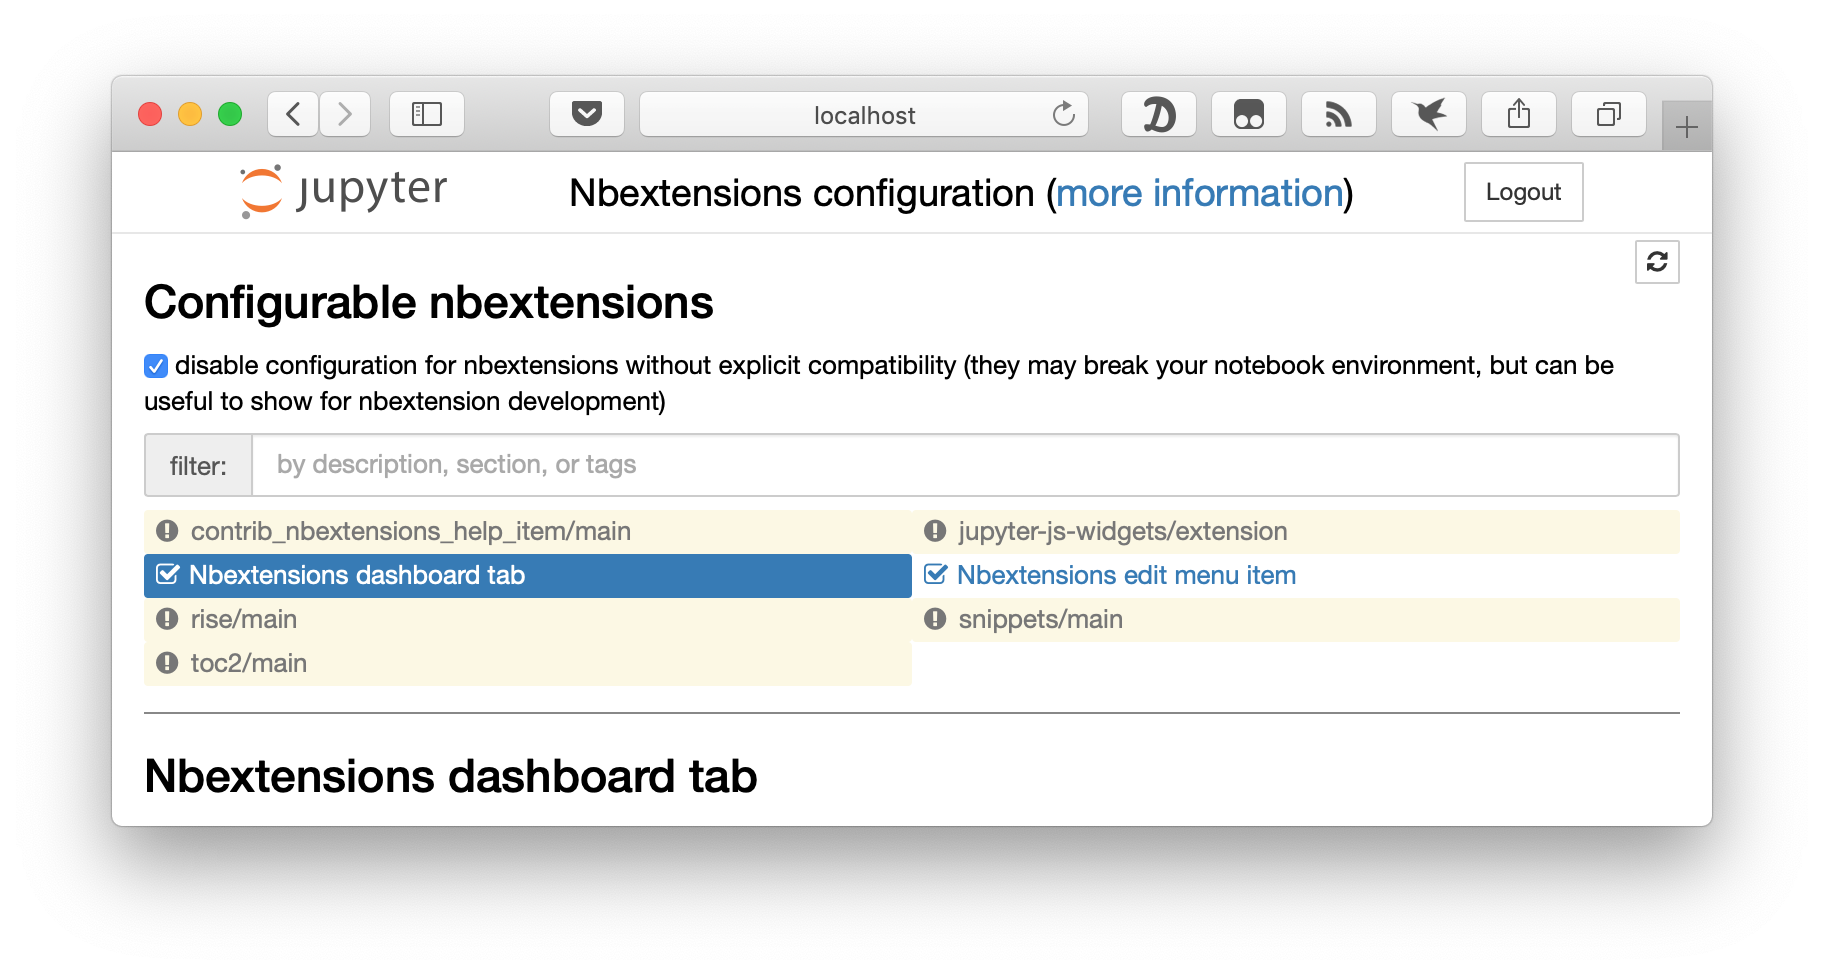 localhost
jupyter
Nbextensions configuration (more information)
Logout
Configurable nbextensions
disable configuration for nbextensions without explicit compatibility (they may break your notebook environment, but can be
useful to show for nbextension development)
filter: by description, section, or tags
contrib_nbextensions_help_item/main
jupyter-js-widgets/extension
Nbextensions dashboard tab
Nbextensions edit menu item
rise/main
snippets/main
toc2/main
Nbextensions dashboard tab